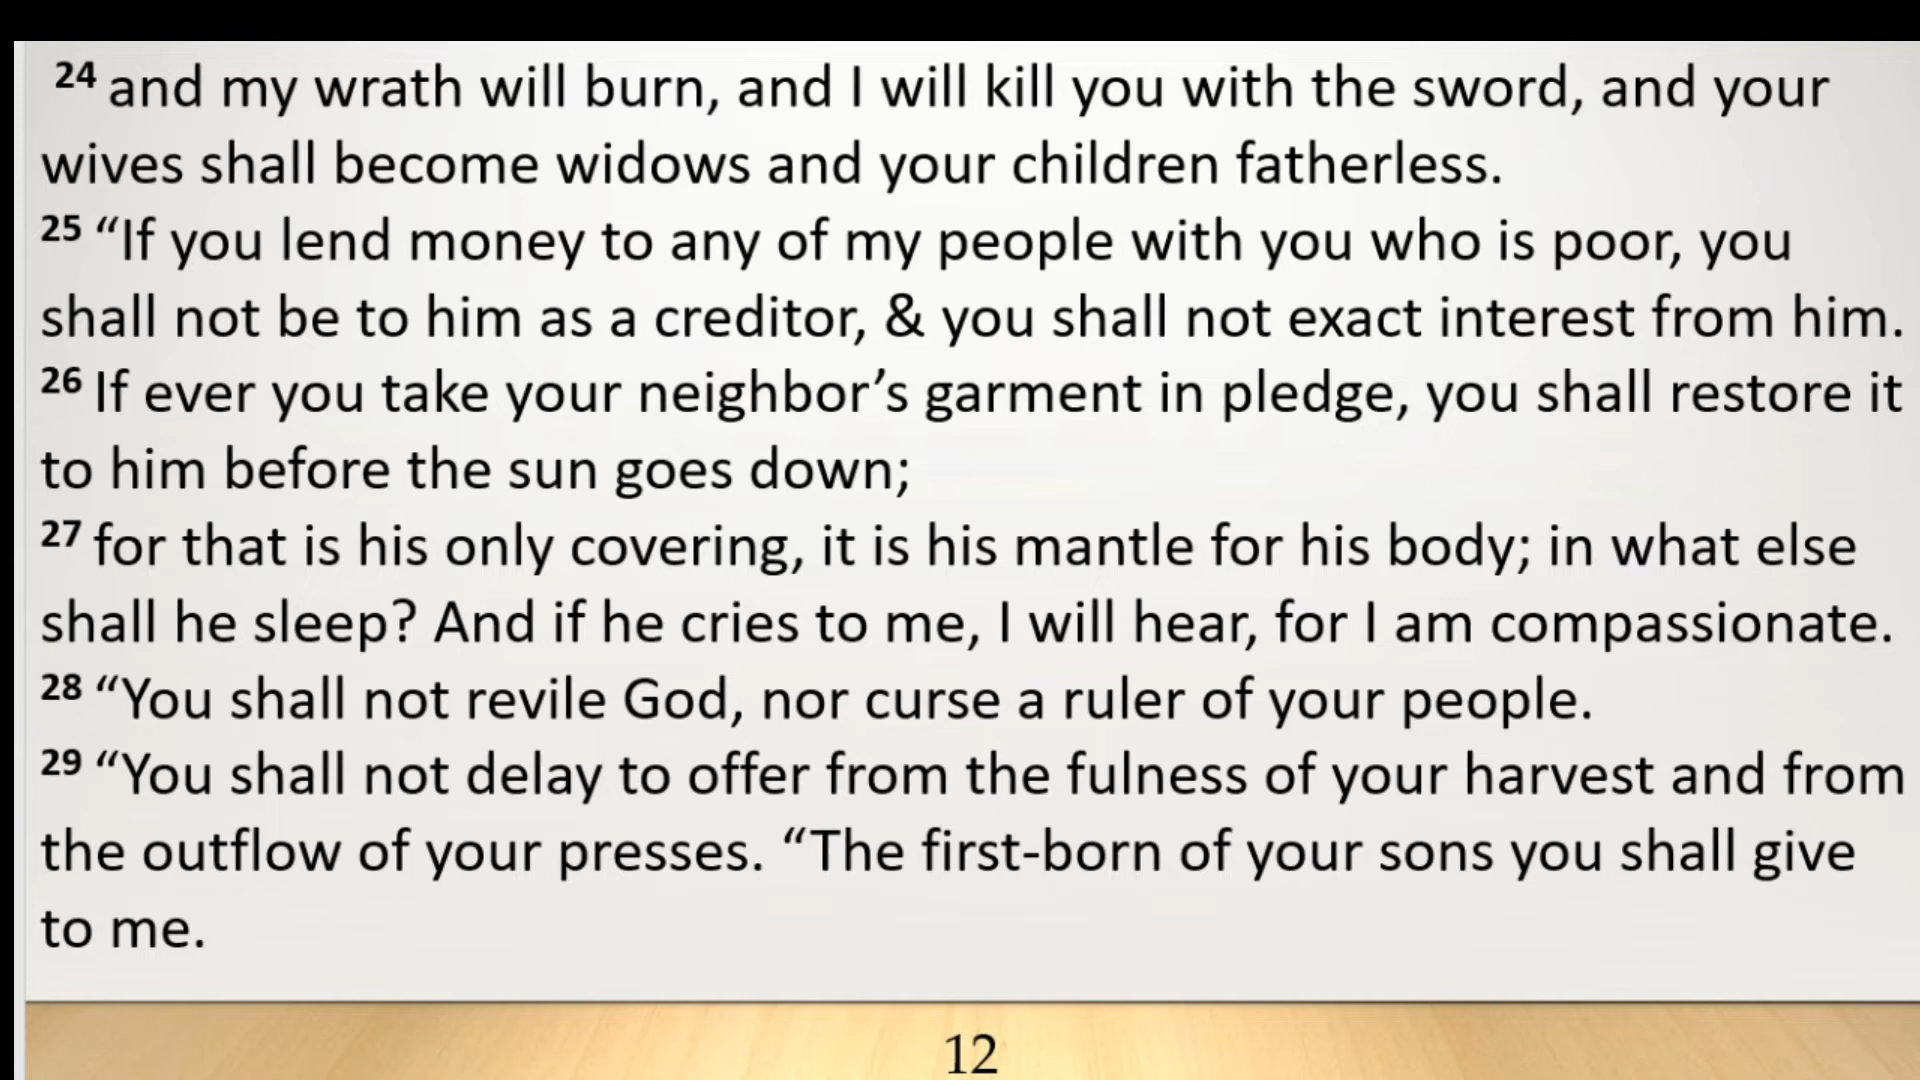 24 and my wrath will burn, and I will kill you with the sword, and your
wives shall become widows and your children fatherless.
25 “If you lend money to any of my people with you who is poor, you
shall not be to him as a creditor, & you shall not exact interest from him.
26 If ever you take your neighbor’s garment in pledge, you shall restore it
to him before the sun goes down;
27 for that is his only covering, it is his mantle for his body; in what else
shall he sleep? And if he cries to me, I will hear, for I am compassionate.
28 “You shall not revile God, nor curse a ruler of your people.
29 “You shall not delay to offer from the fulness of your harvest and from
the outflow of your presses. “The first-born of your sons you shall give
to me.
12